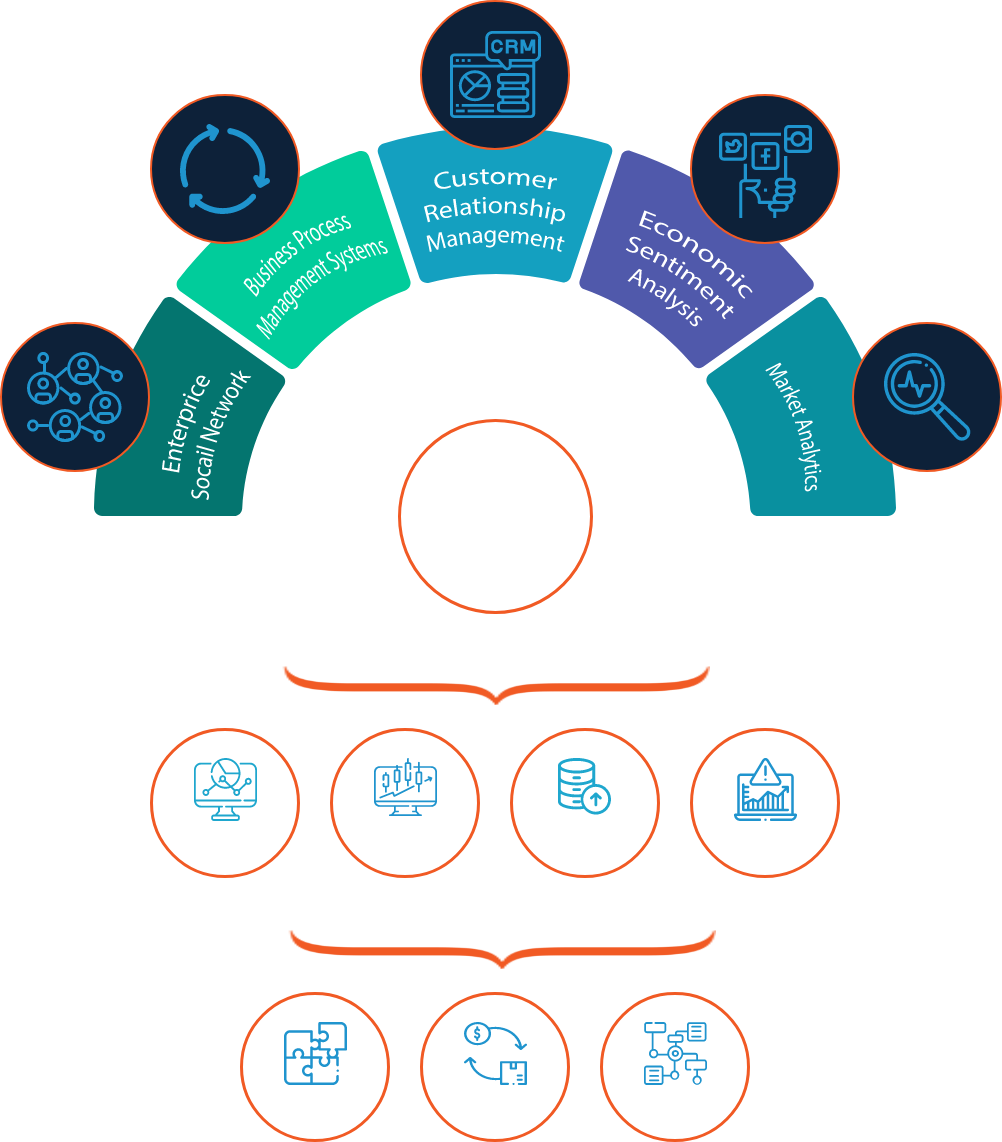 CRM
Customer
Relationship
Management
Business Process
Management Systems
Economic
Sentiment
Analysis
Enterprice
Socail Network
Market Analytics